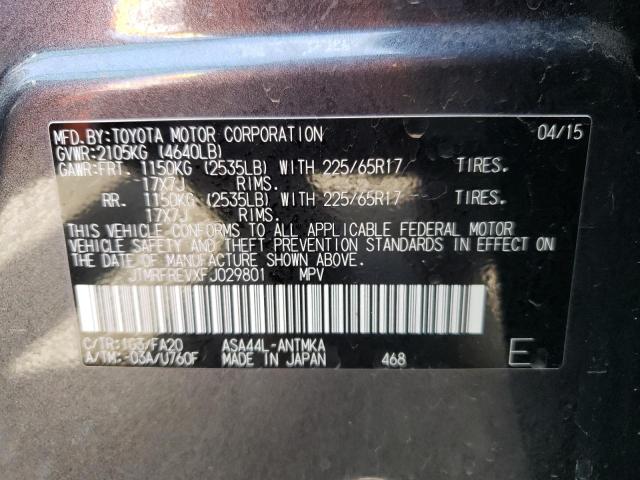 MFD.BY:TOYOTA MOTOR CORPORATION 04/15
GVWR:2105KG (4640LB)
GAWR:FRT. 1150KG (2535LB) WITH 225/65R17 TIRES.
17X7J RIMS.
RR. 1150KG (2535LB) WITH 225/65R17 TIRES.
17X7J RIMS.
THIS VEHICLE CONFORMS TO ALL APPLICABLE FEDERAL MOTOR
VEHICLE SAFETY AND THEFT PREVENTION STANDARDS IN EFFECT ON
THE DATE OF MANUFACTURE SHOWN ABOVE.
JTMRFREVXFJ029801 MPV
C/TR:1G3/FA20 ASA44L-ANTMKA
A/TM:-03A/U760F MADE IN JAPAN 468 E